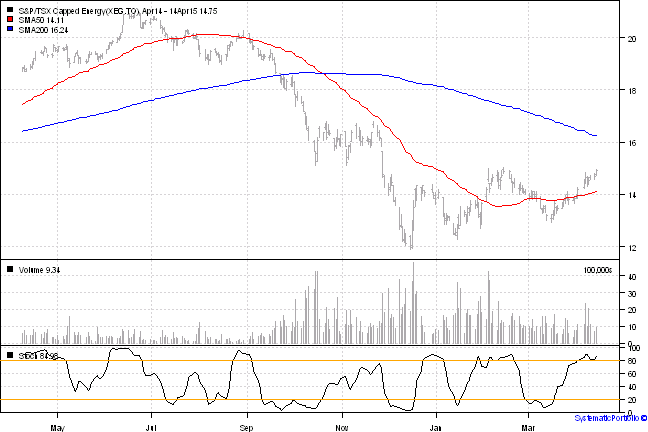 S&P/TSX Capped Energy(XEG.TO), Apr14 - 14Apr15 14.75
SMA50 14.11
SMA200 16.24
20
18
16
14
12
Volume 9.34
100,000s
40
30
20
10
0
100
80
60
40
20
0
May
Jul
Sep
Nov
Jan
Mar
SystematicPortfolio ©